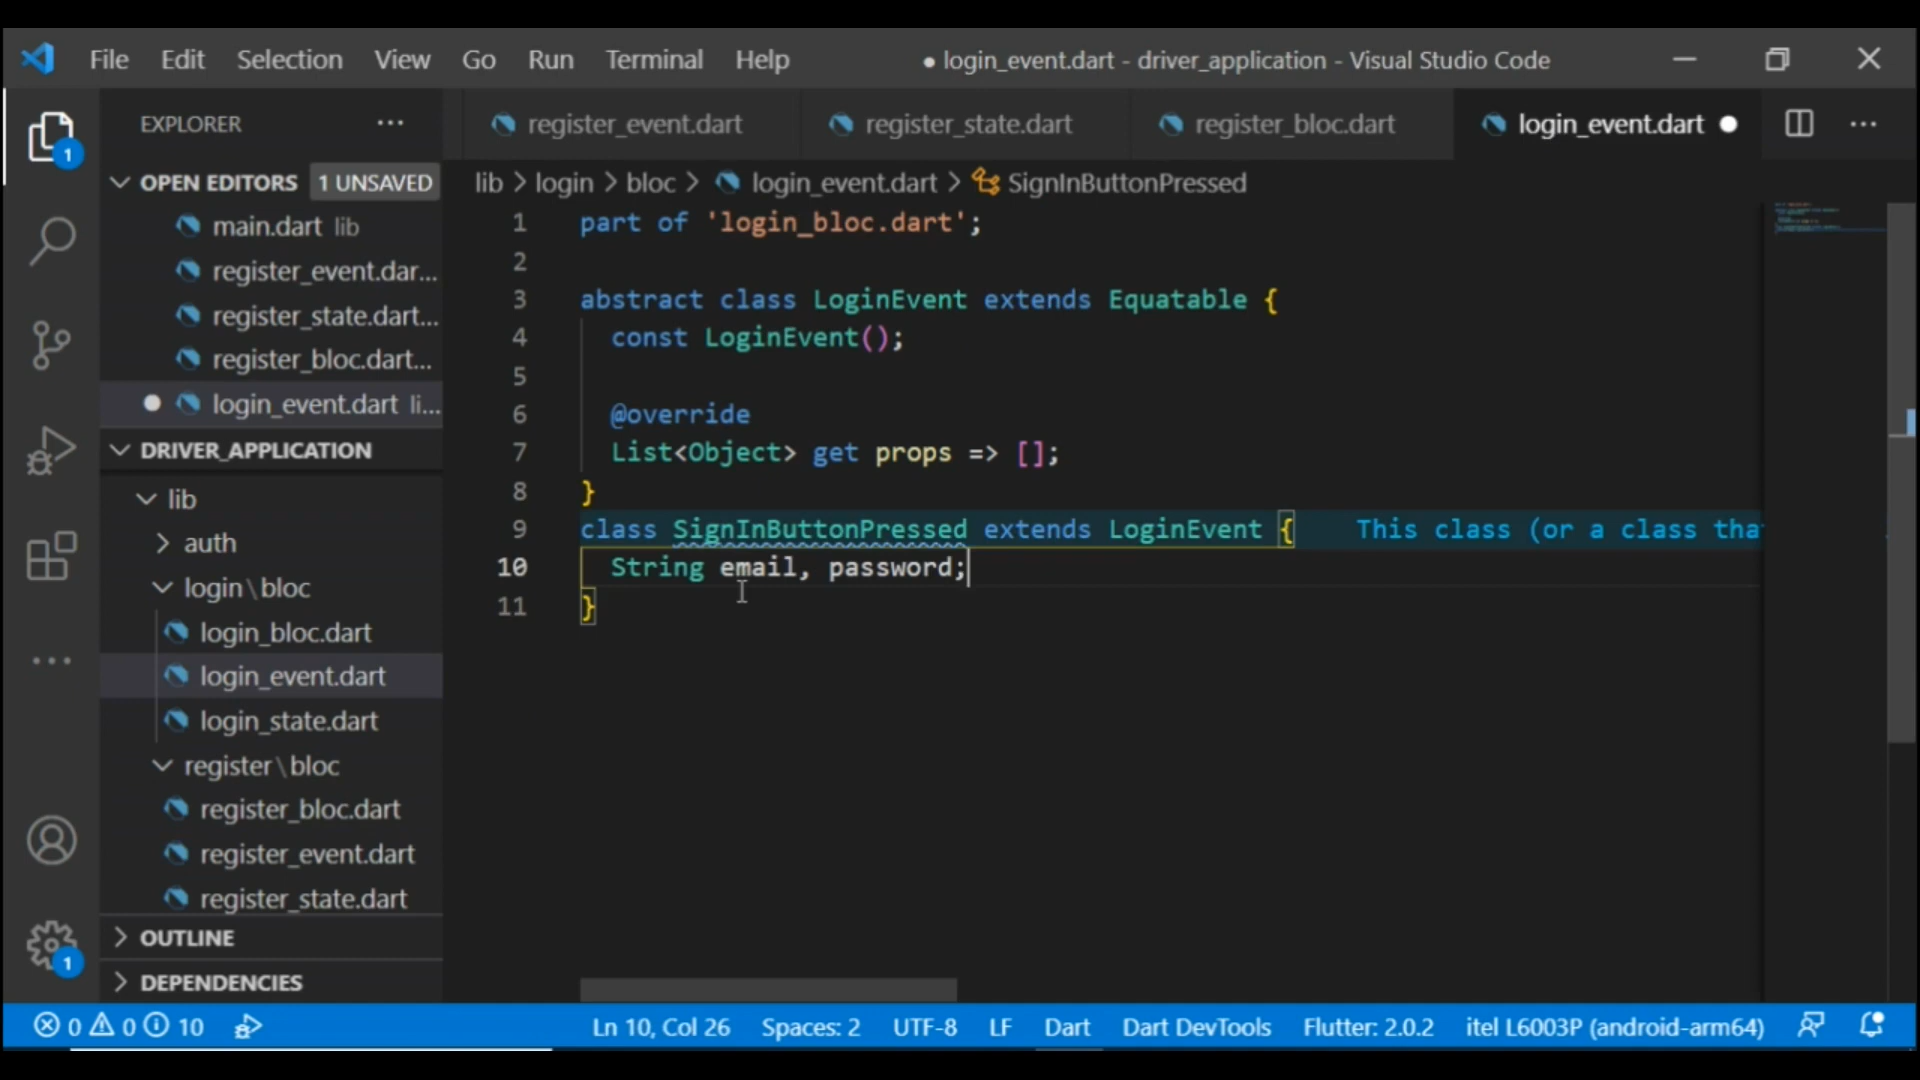 File Edit Selection View Go Run Terminal Help ● login_event.dart - driver_application - Visual Studio Code
EXPLORER ...
register_event.dart register_state.dart register_bloc.dart login_event.dart ● ...
OPEN EDITORS 1 UNSAVED
main.dart lib
register_event.dar...
register_state.dart...
register_bloc.dart...
● login_event.dart li...
DRIVER_APPLICATION
lib
auth
login\bloc
login_bloc.dart
login_event.dart
login_state.dart
register\bloc
register_bloc.dart
register_event.dart
register_state.dart
OUTLINE
DEPENDENCIES
1
1
lib > login > bloc > login_event.dart > SignInButtonPressed
1 part of 'login_bloc.dart';
2
3 abstract class LoginEvent extends Equatable {
4 const LoginEvent();
5
6 @override
7 List<Object> get props => [];
8 }
9 class SignInButtonPressed extends LoginEvent { This class (or a class tha
10 String email, password;
11 }
0 0 10 Ln 10, Col 26 Spaces: 2 UTF-8 LF Dart Dart DevTools Flutter: 2.0.2 itel L6003P (android-arm64)